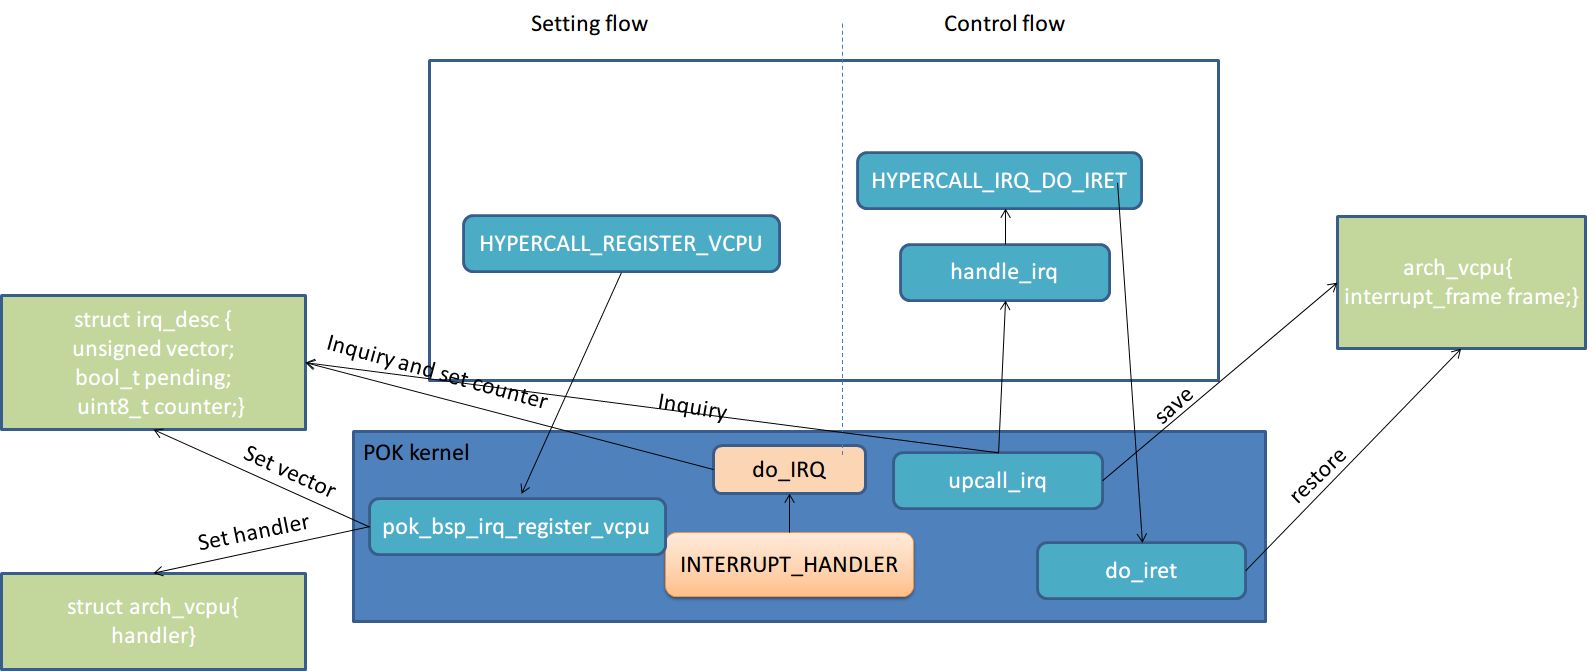 Setting flow
Control flow
HYPERCALL_IRQ_DO_IRET
HYPERCALL_REGISTER_VCPU
handle_irq
arch_vcpu{
interrupt_frame frame;}
struct irq_desc {
unsigned vector;
bool_t pending;
uint8_t counter;}
Inquiry and set counter
Inquiry
save
POK kernel
do_IRQ
upcall_irq
Set vector
restore
pok_bsp_irq_register_vcpu
Set handler
INTERRUPT_HANDLER
do_iret
struct arch_vcpu{
handler}